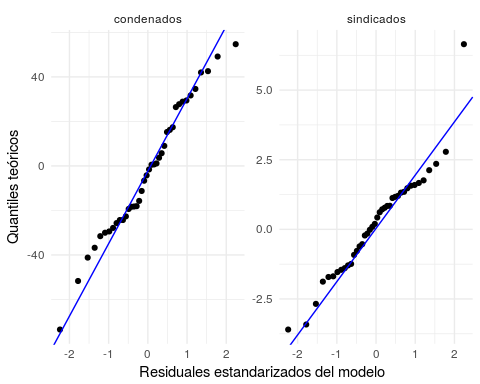 condenados
sindicados
Quantiles teóricos
40
0
-40
5.0
2.5
0.0
-2.5
-2 -1 0 1 2
-2 -1 0 1 2
Residuales estandarizados del modelo